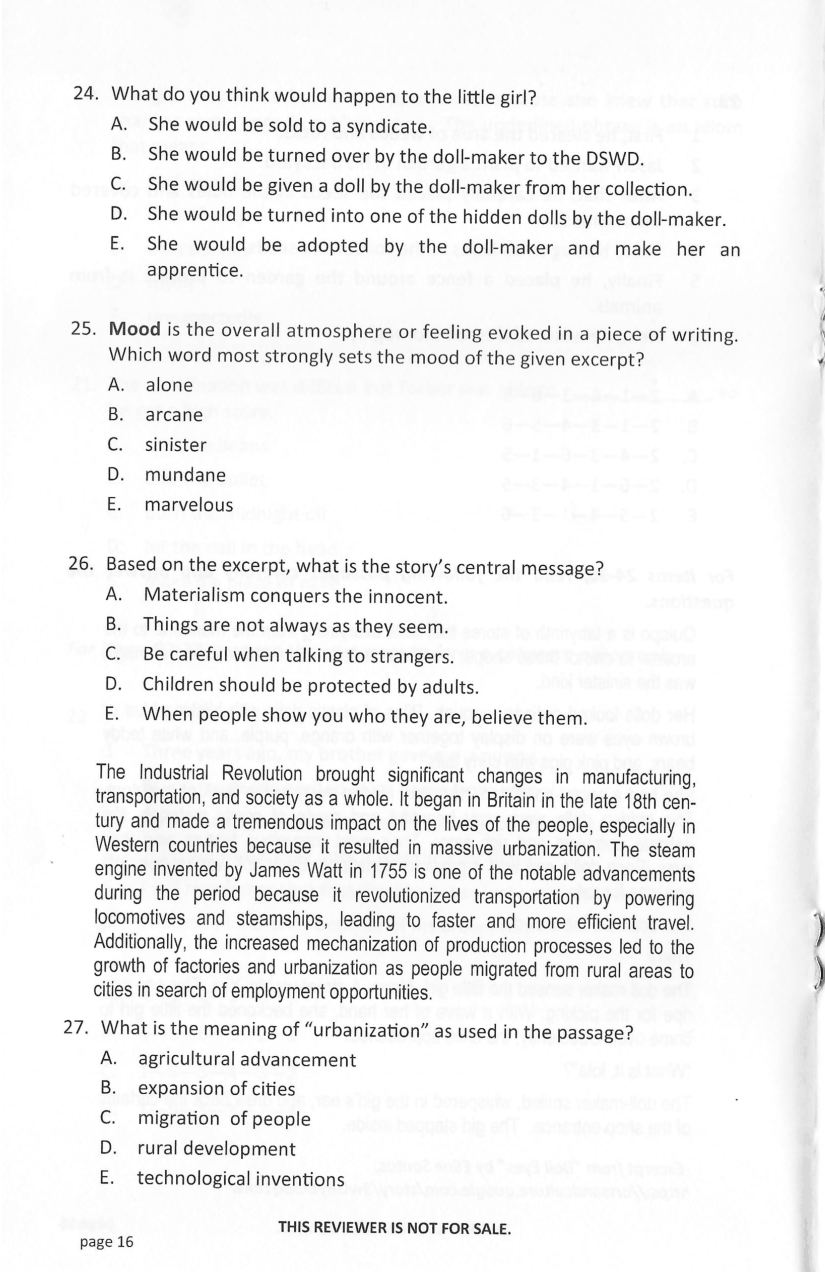 24. What do you think would happen to the little girl?
A. She would be sold to a syndicate.
B. She would be turned over by the doll-maker to the DSWD.
C. She would be given a doll by the doll-maker from her collection.
D. She would be turned into one of the hidden dolls by the doll-maker.
E. She would be adopted by the doll-maker and make her an
apprentice.
25. Mood is the overall atmosphere or feeling evoked in a piece of writing.
Which word most strongly sets the mood of the given excerpt?
A. alone
B. arcane
C. sinister
D. mundane
E. marvelous
26. Based on the excerpt, what is the story's central message?
A. Materialism conquers the innocent.
B. Things are not always as they seem.
C. Be careful when talking to strangers.
D. Children should be protected by adults.
E. When people show you who they are, believe them.
The Industrial Revolution brought significant changes in manufacturing,
transportation, and society as a whole. It began in Britain in the late 18th cen-
tury and made a tremendous impact on the lives of the people, especially in
Western countries because it resulted in massive urbanization. The steam
engine invented by James Watt in 1755 is one of the notable advancements
during the period because it revolutionized transportation by powering
locomotives and steamships, leading to faster and more efficient travel.
Additionally, the increased mechanization of production processes led to the
growth of factories and urbanization as people migrated from rural areas to
cities in search of employment opportunities.
27. What is the meaning of "urbanization" as used in the passage?
A. agricultural advancement
B. expansion of cities
C. migration of people
D. rural development
E. technological inventions
THIS REVIEWER IS NOT FOR SALE.
page 16